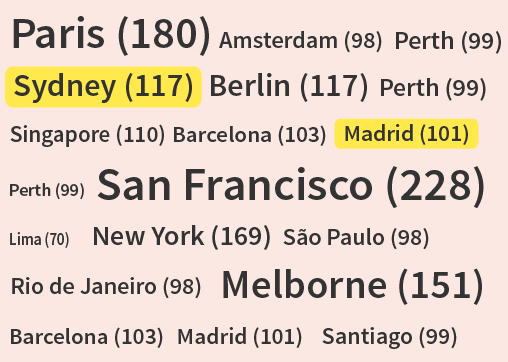 Paris (180) Amsterdam (98) Perth (99)
Sydney (117) Berlin (117) Perth (99)
Singapore (110) Barcelona (103) Madrid (101)
Perth (99) San Francisco (228)
Lima (70) New York (169) São Paulo (98)
Rio de Janeiro (98) Melborne (151)
Barcelona (103) Madrid (101) Santiago (99)